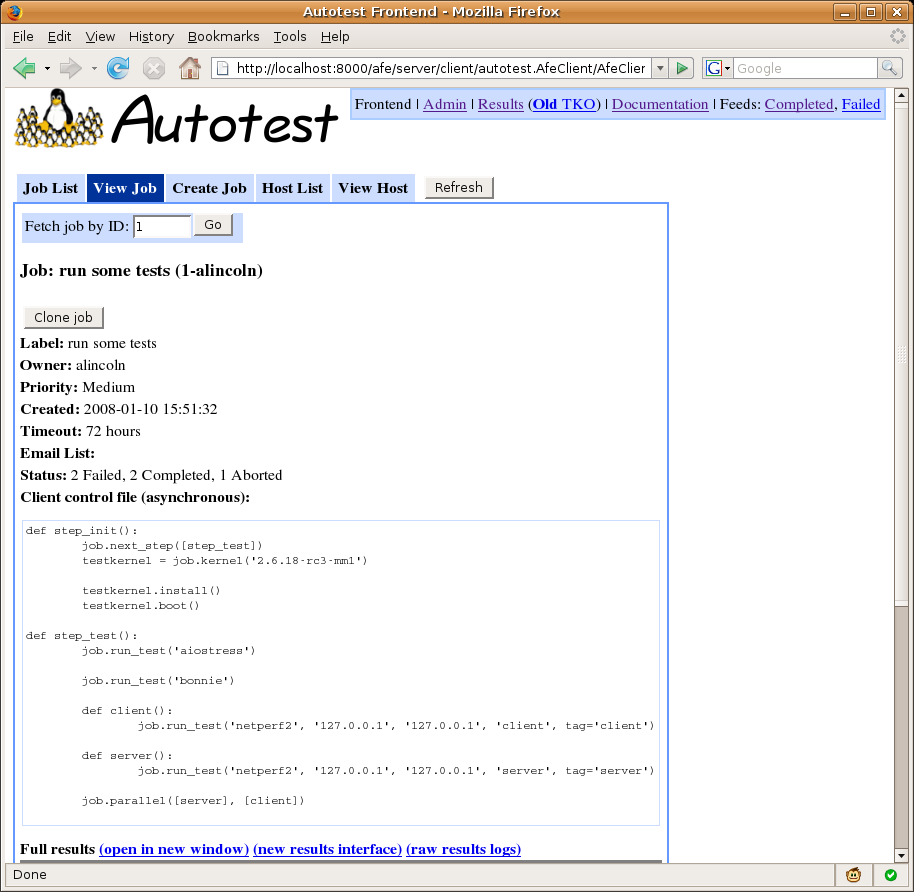 Autotest Frontend - Mozilla Firefox
File Edit View History Bookmarks Tools Help
http://localhost:8000/afe/server/client/autotest.AfeClient/AfeClier
G Google
Autotest
Frontend | Admin | Results (Old TKO) | Documentation | Feeds: Completed, Failed
Job List View Job Create Job Host List View Host Refresh
Fetch job by ID: 1 Go
Job: run some tests (1-alincoln)
Clone job
Label: run some tests
Owner: alincoln
Priority: Medium
Created: 2008-01-10 15:51:32
Timeout: 72 hours
Email List:
Status: 2 Failed, 2 Completed, 1 Aborted
Client control file (asynchronous):
def step_init():
        job.next_step([step_test])
        testkernel = job.kernel('2.6.18-rc3-mm1')
        testkernel.install()
        testkernel.boot()
def step_test():
        job.run_test('aiostress')
        job.run_test('bonnie')
        def client():
                job.run_test('netperf2', '127.0.0.1', '127.0.0.1', 'client', tag='client')
        def server():
                job.run_test('netperf2', '127.0.0.1', '127.0.0.1', 'server', tag='server')
        job.parallel([server], [client])
Full results (open in new window) (new results interface) (raw results logs)
Done